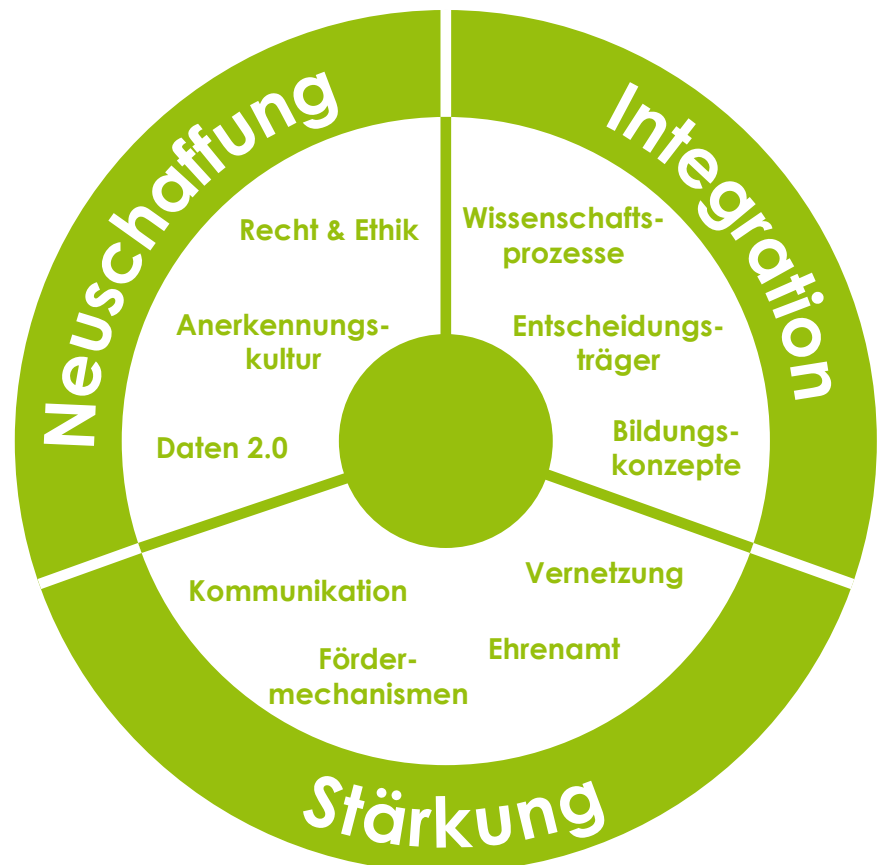 Neuschaffung
Recht & Ethik
Anerkennungs-
kultur
Daten 2.0
Integration
Wissenschafts-
prozesse
Entscheidungs-
träger
Bildungs-
konzepte
Stärkung
Kommunikation
Förder-
mechanismen
Ehrenamt
Vernetzung